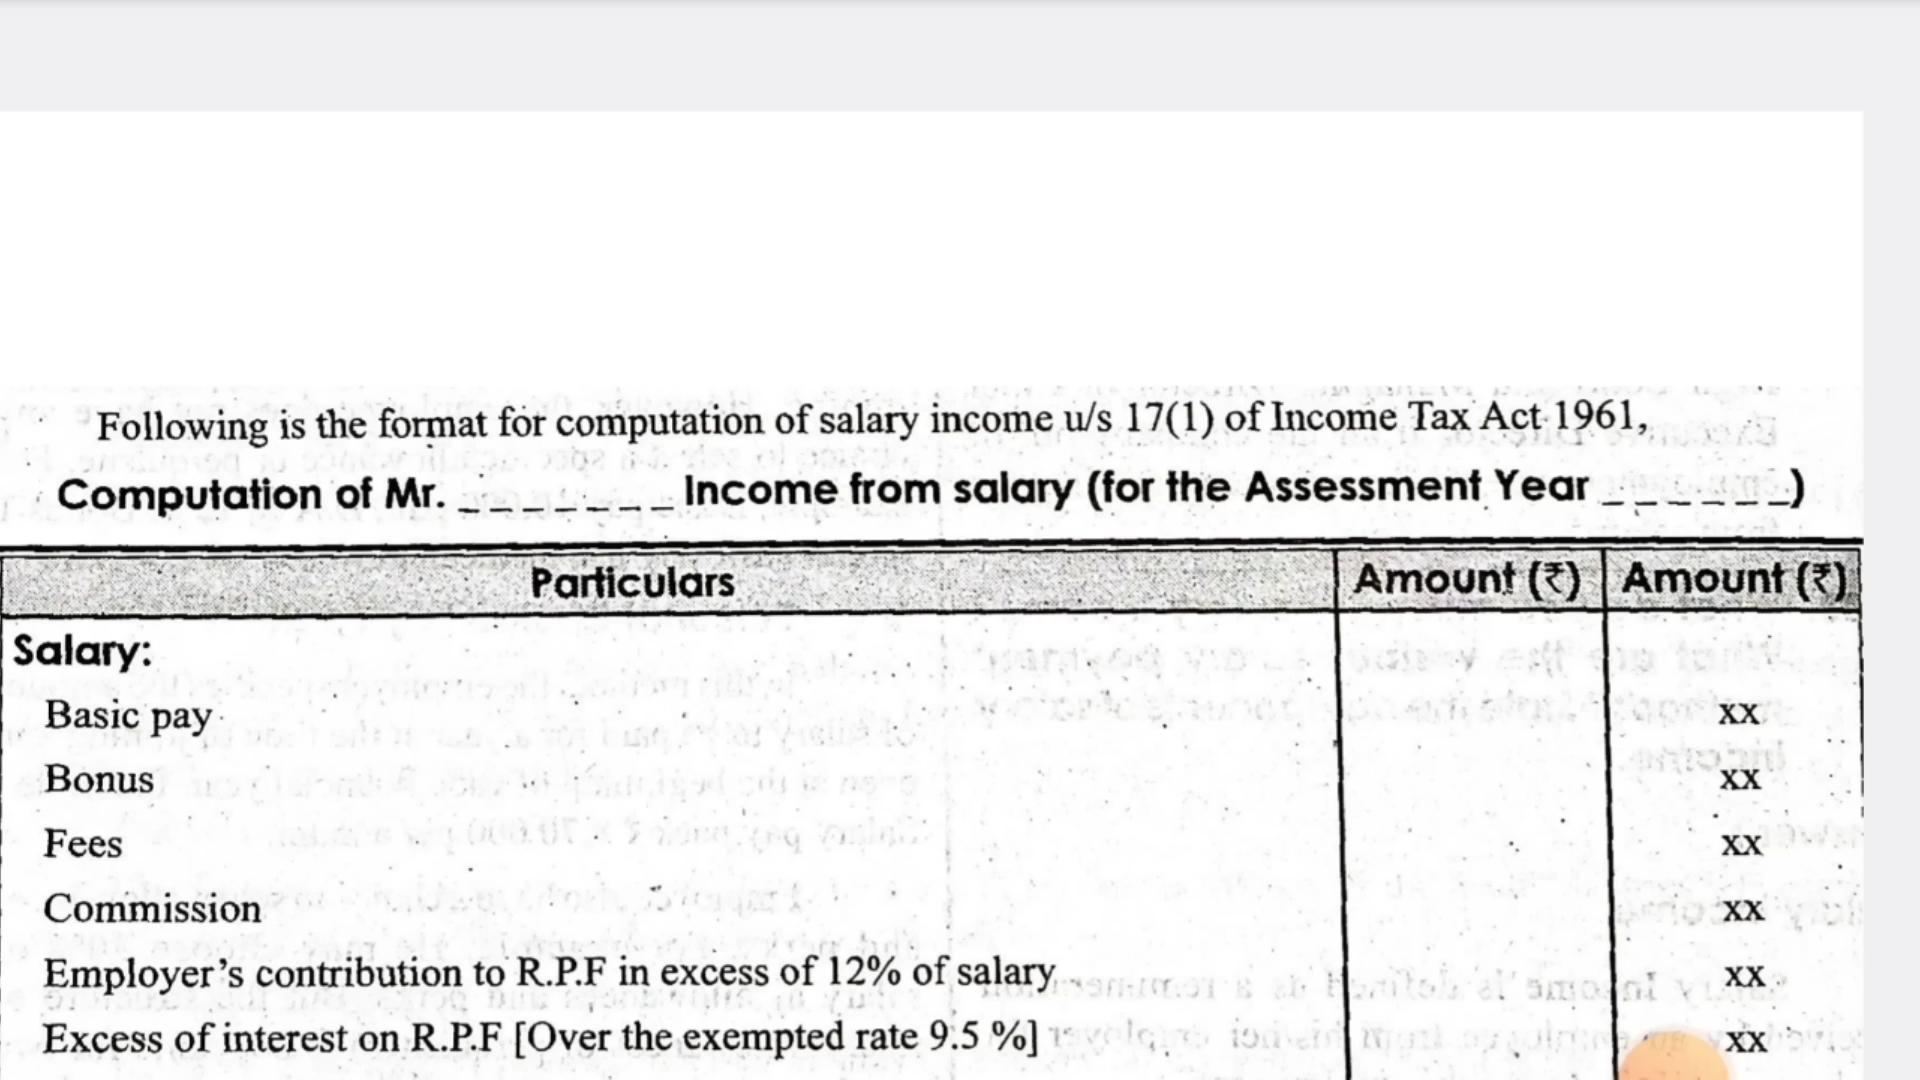 Following is the format for computation of salary income u/s 17(1) of Income Tax Act 1961,
Computation of Mr. _ _ _ _ _ _ _ Income from salary (for the Assessment Year _ _ _ _ _ _)
Particulars Amount (₹) Amount (₹)
Salary:
Basic pay xx
Bonus xx
Fees xx
Commission xx
Employer's contribution to R.P.F in excess of 12% of salary xx
Excess of interest on R.P.F [Over the exempted rate 9.5 %] xx